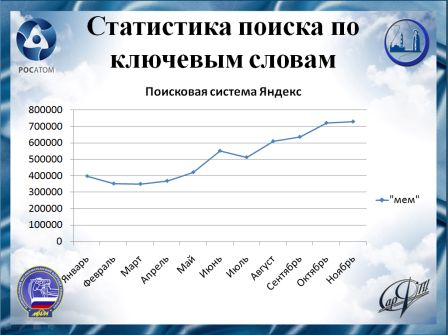 Статистика поиска по
ключевым словам
РОСАТОМ
Поисковая система Яндекс
800000
700000
600000
500000
400000
300000
200000
100000
0
Январь
Февраль
Март
Апрель
Май
Июнь
Июль
Август
Сентябрь
Октябрь
Ноябрь
"мем"